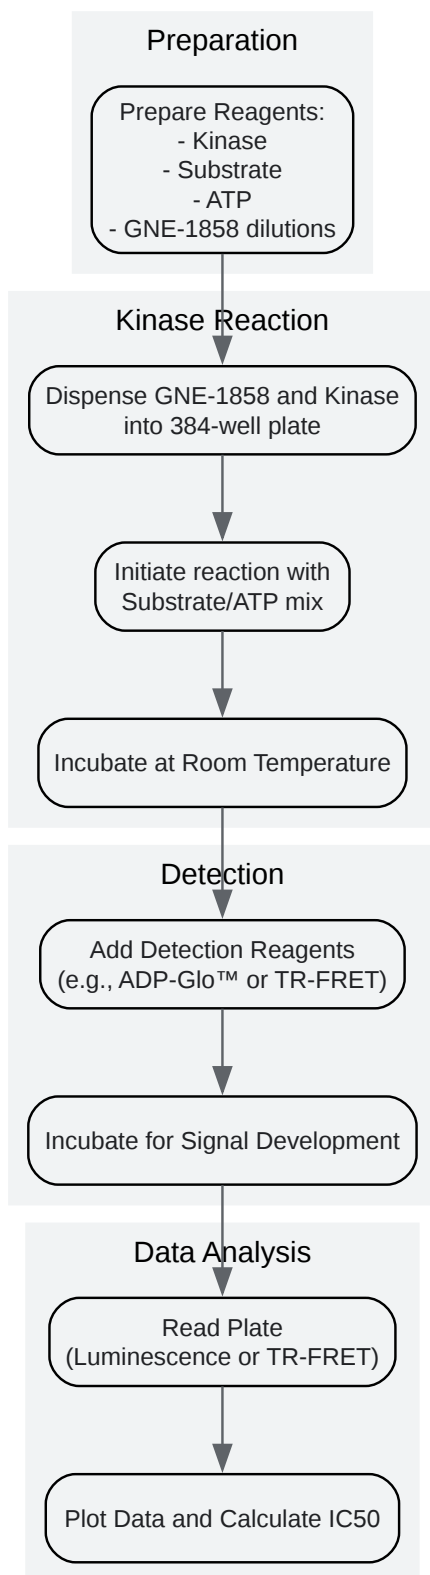 Preparation
Prepare Reagents:
- Kinase
- Substrate
- ATP
- GNE-1858 dilutions
Kinase Reaction
Dispense GNE-1858 and Kinase
into 384-well plate
Initiate reaction with
Substrate/ATP mix
Incubate at Room Temperature
Detection
Add Detection Reagents
(e.g., ADP-Glo™ or TR-FRET)
Incubate for Signal Development
Data Analysis
Read Plate
(Luminescence or TR-FRET)
Plot Data and Calculate IC50